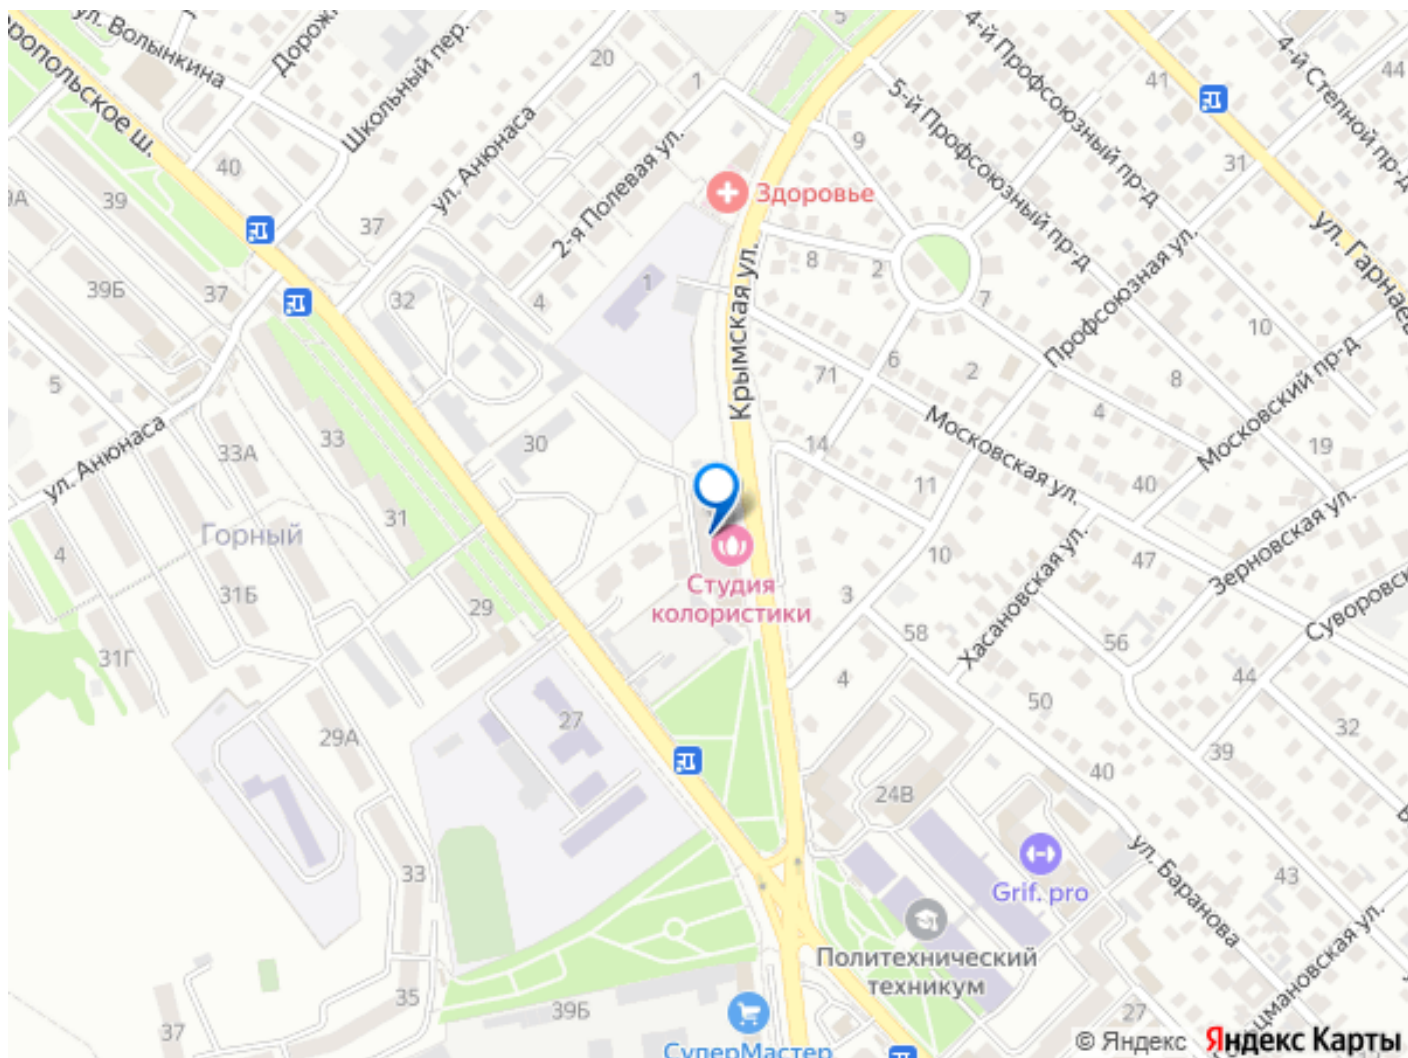 ул. Волынкина
Школьный пер.
5
4-й Профсоюзный пр-д
4-й Степной пр-д
44
20
1
41
5-й Профсоюзный пр-д
ропольское ш.
40
ул. Анюнаса
2-я Полевая ул.
9
31
39
37
Здоровье
ул. Гарнаев
39Б
37
32
4
1
8
2
7
Крымская ул.
Профсоюзная ул.
10
5
6
2
8
71
4
Московский пр-д
ул. Анюнаса
33А
33
30
14
Московская ул.
19
31
11
40
Горный
4
Студия
колористики
10
47
Зерновская ул.
31Б
29
3
Хасановская ул.
58
56
Суворовск
31Г
4
44
50
27
29А
32
39
40
24В
33
Grif. pro
ул. Баранова
43
Политехнический
техникум
35
39Б
37
27
цмановская ул.
СуперМастер
© Яндекс Яндекс Карты